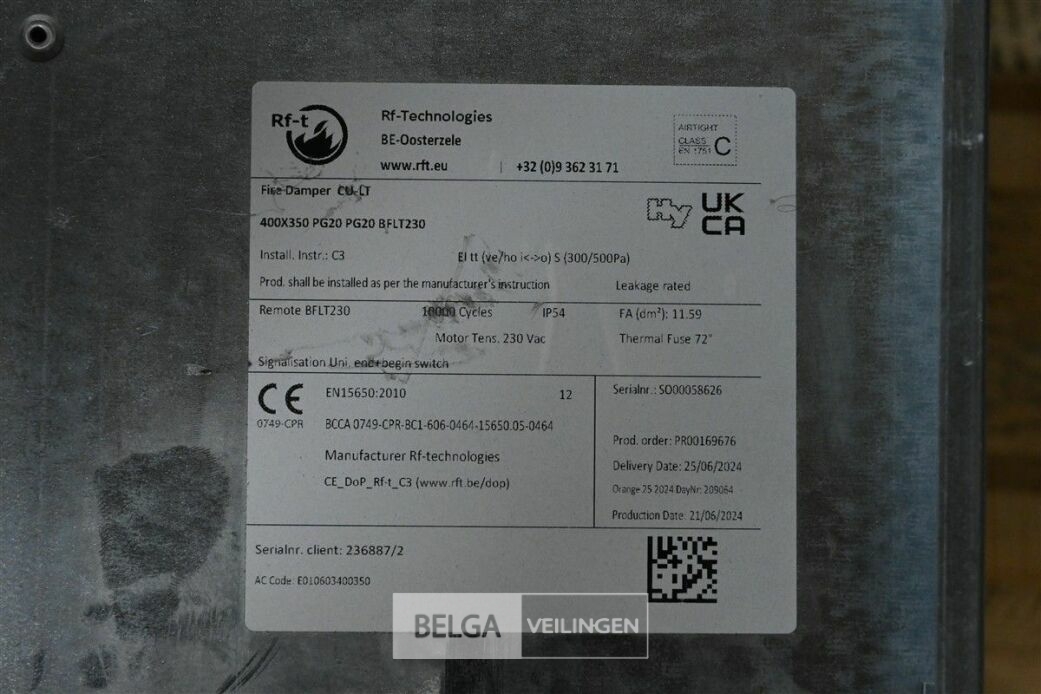 Rf-t
Rf-Technologies
BE-Oosterzele
www.rft.eu | +32 (0)9 362 31 71
AIRTIGHT
CLASS C
EN 1751
Fire Damper CU-LT
400X350 PG20 PG20 BFLT230
Hy
UK
CA
Install. Instr.: C3 EI tt (ve/ho i<->o) S (300/500Pa)
Prod. shall be installed as per the manufacturer's instruction Leakage rated
Remote BFLT230 10000 Cycles IP54 FA (dm²): 11.59
Motor Tens. 230 Vac Thermal Fuse 72°
Signalisation Uni. end+begin switch
CE EN15650:2010 12
0749-CPR BCCA 0749-CPR-BC1-606-0464-15650.05-0464
Manufacturer Rf-technologies
CE_DoP_Rf-t_C3 (www.rft.be/dop)
Serialnr.: SO00058626
Prod. order: PR00169676
Delivery Date: 25/06/2024
Orange 25 2024 DayNr: 209064
Production Date: 21/06/2024
Serialnr. client: 236887/2
AC Code: E010603400350
BELGA VEILINGEN